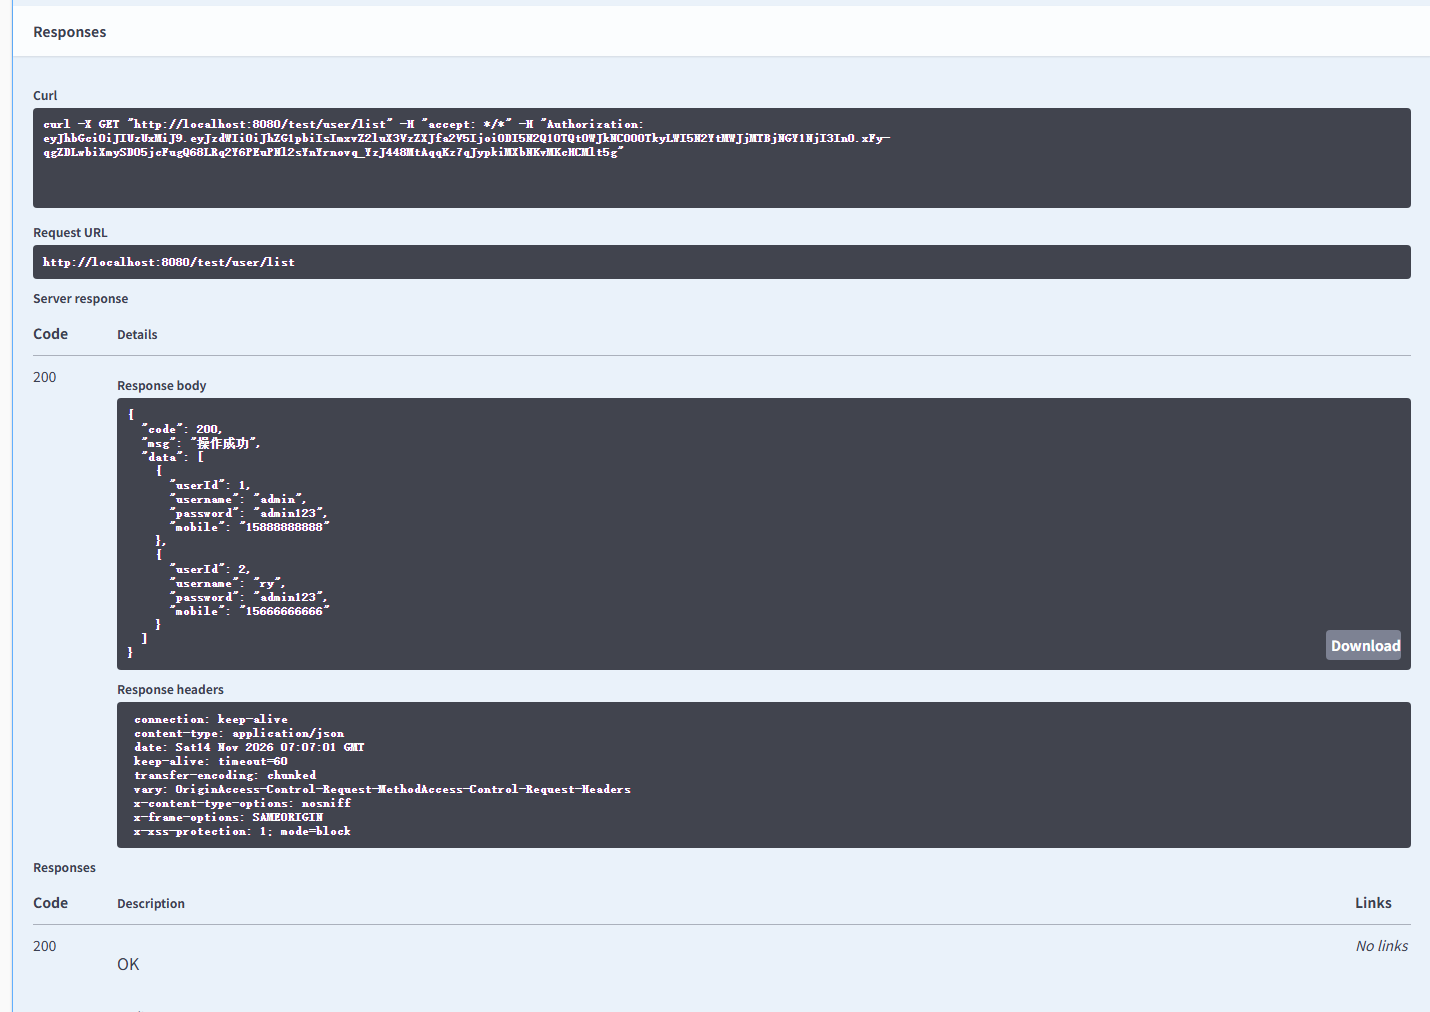 Responses
Curl
curl -X GET "http://localhost:8080/test/user/list" -H "accept: */*" -H "Authorization:
Request URL
http://localhost:8080/test/user/list
Server response
Code Details
200
Response body
{
"code": 200,
"msg": "操作成功",
"data": [
{
"userId": 1,
"username": "admin",
"password": "admin123",
"mobile": "15888888888"
},
{
"userId": 2,
"username": "ry",
"password": "admin123",
"mobile": "15666666666"
}
]
}
Download
Response headers
connection: keep-alive
content-type: application/json
date: Sat14 Nov 2026 07:07:01 GMT
keep-alive: timeout=60
transfer-encoding: chunked
vary: OriginAccess-Control-Request-MethodAccess-Control-Request-Headers
x-content-type-options: nosniff
x-frame-options: SAMEORIGIN
x-xss-protection: 1; mode=block
Responses
Code Description Links
200 No links
OK